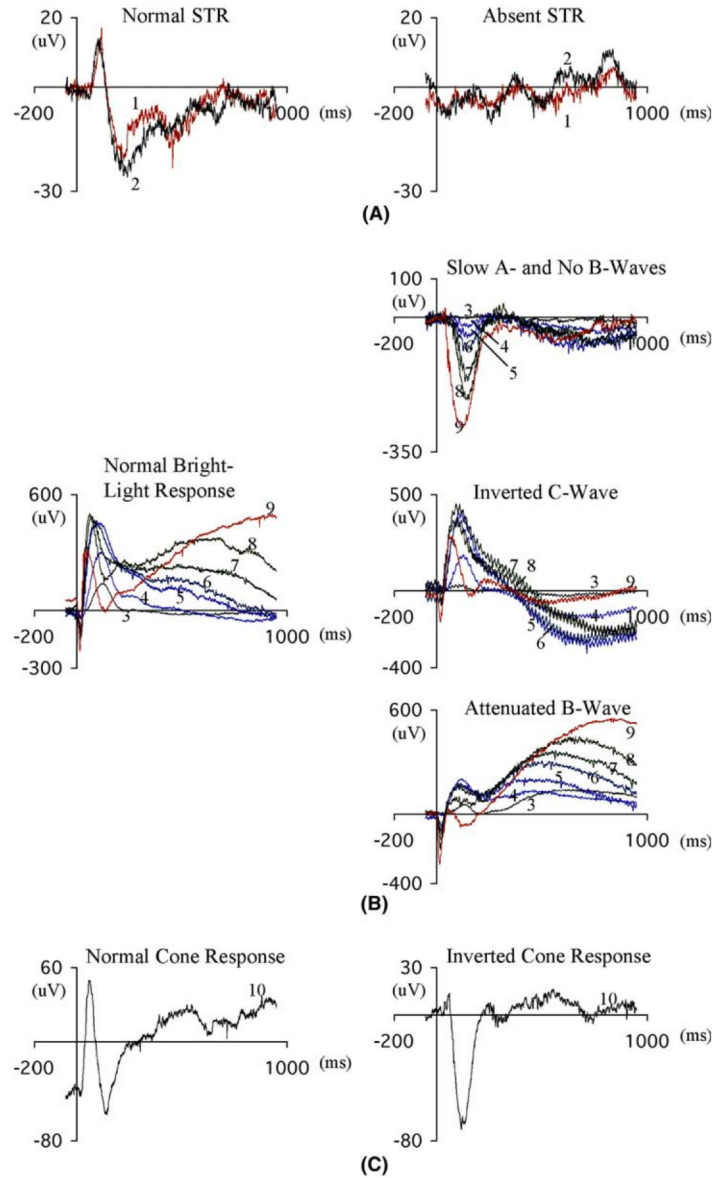 Normal STR
Absent STR
20
(uV)
1
2
-200
1000 (ms)
-30
20
(uV)
2
1
-200
1000 (ms)
-30
(A)
Slow A- and No B-Waves
100
(uV)
3
-200
1000 (ms)
4
6
5
7
8
9
-350
Normal Bright-
Light Response
600
(uV)
9
8
7
6
5
4
3
-200
1000 (ms)
-300
Inverted C-Wave
500
(uV)
7 8
3 9
-200
4
1000 (ms)
5
6
-400
Attenuated B-Wave
600
(uV)
9
8
7
6
5
4 3
-200
1000 (ms)
-400
(B)
Normal Cone Response
60
(uV)
10
-200
1000 (ms)
-80
Inverted Cone Response
30
(uV)
10
-200
1000 (ms)
-80
(C)